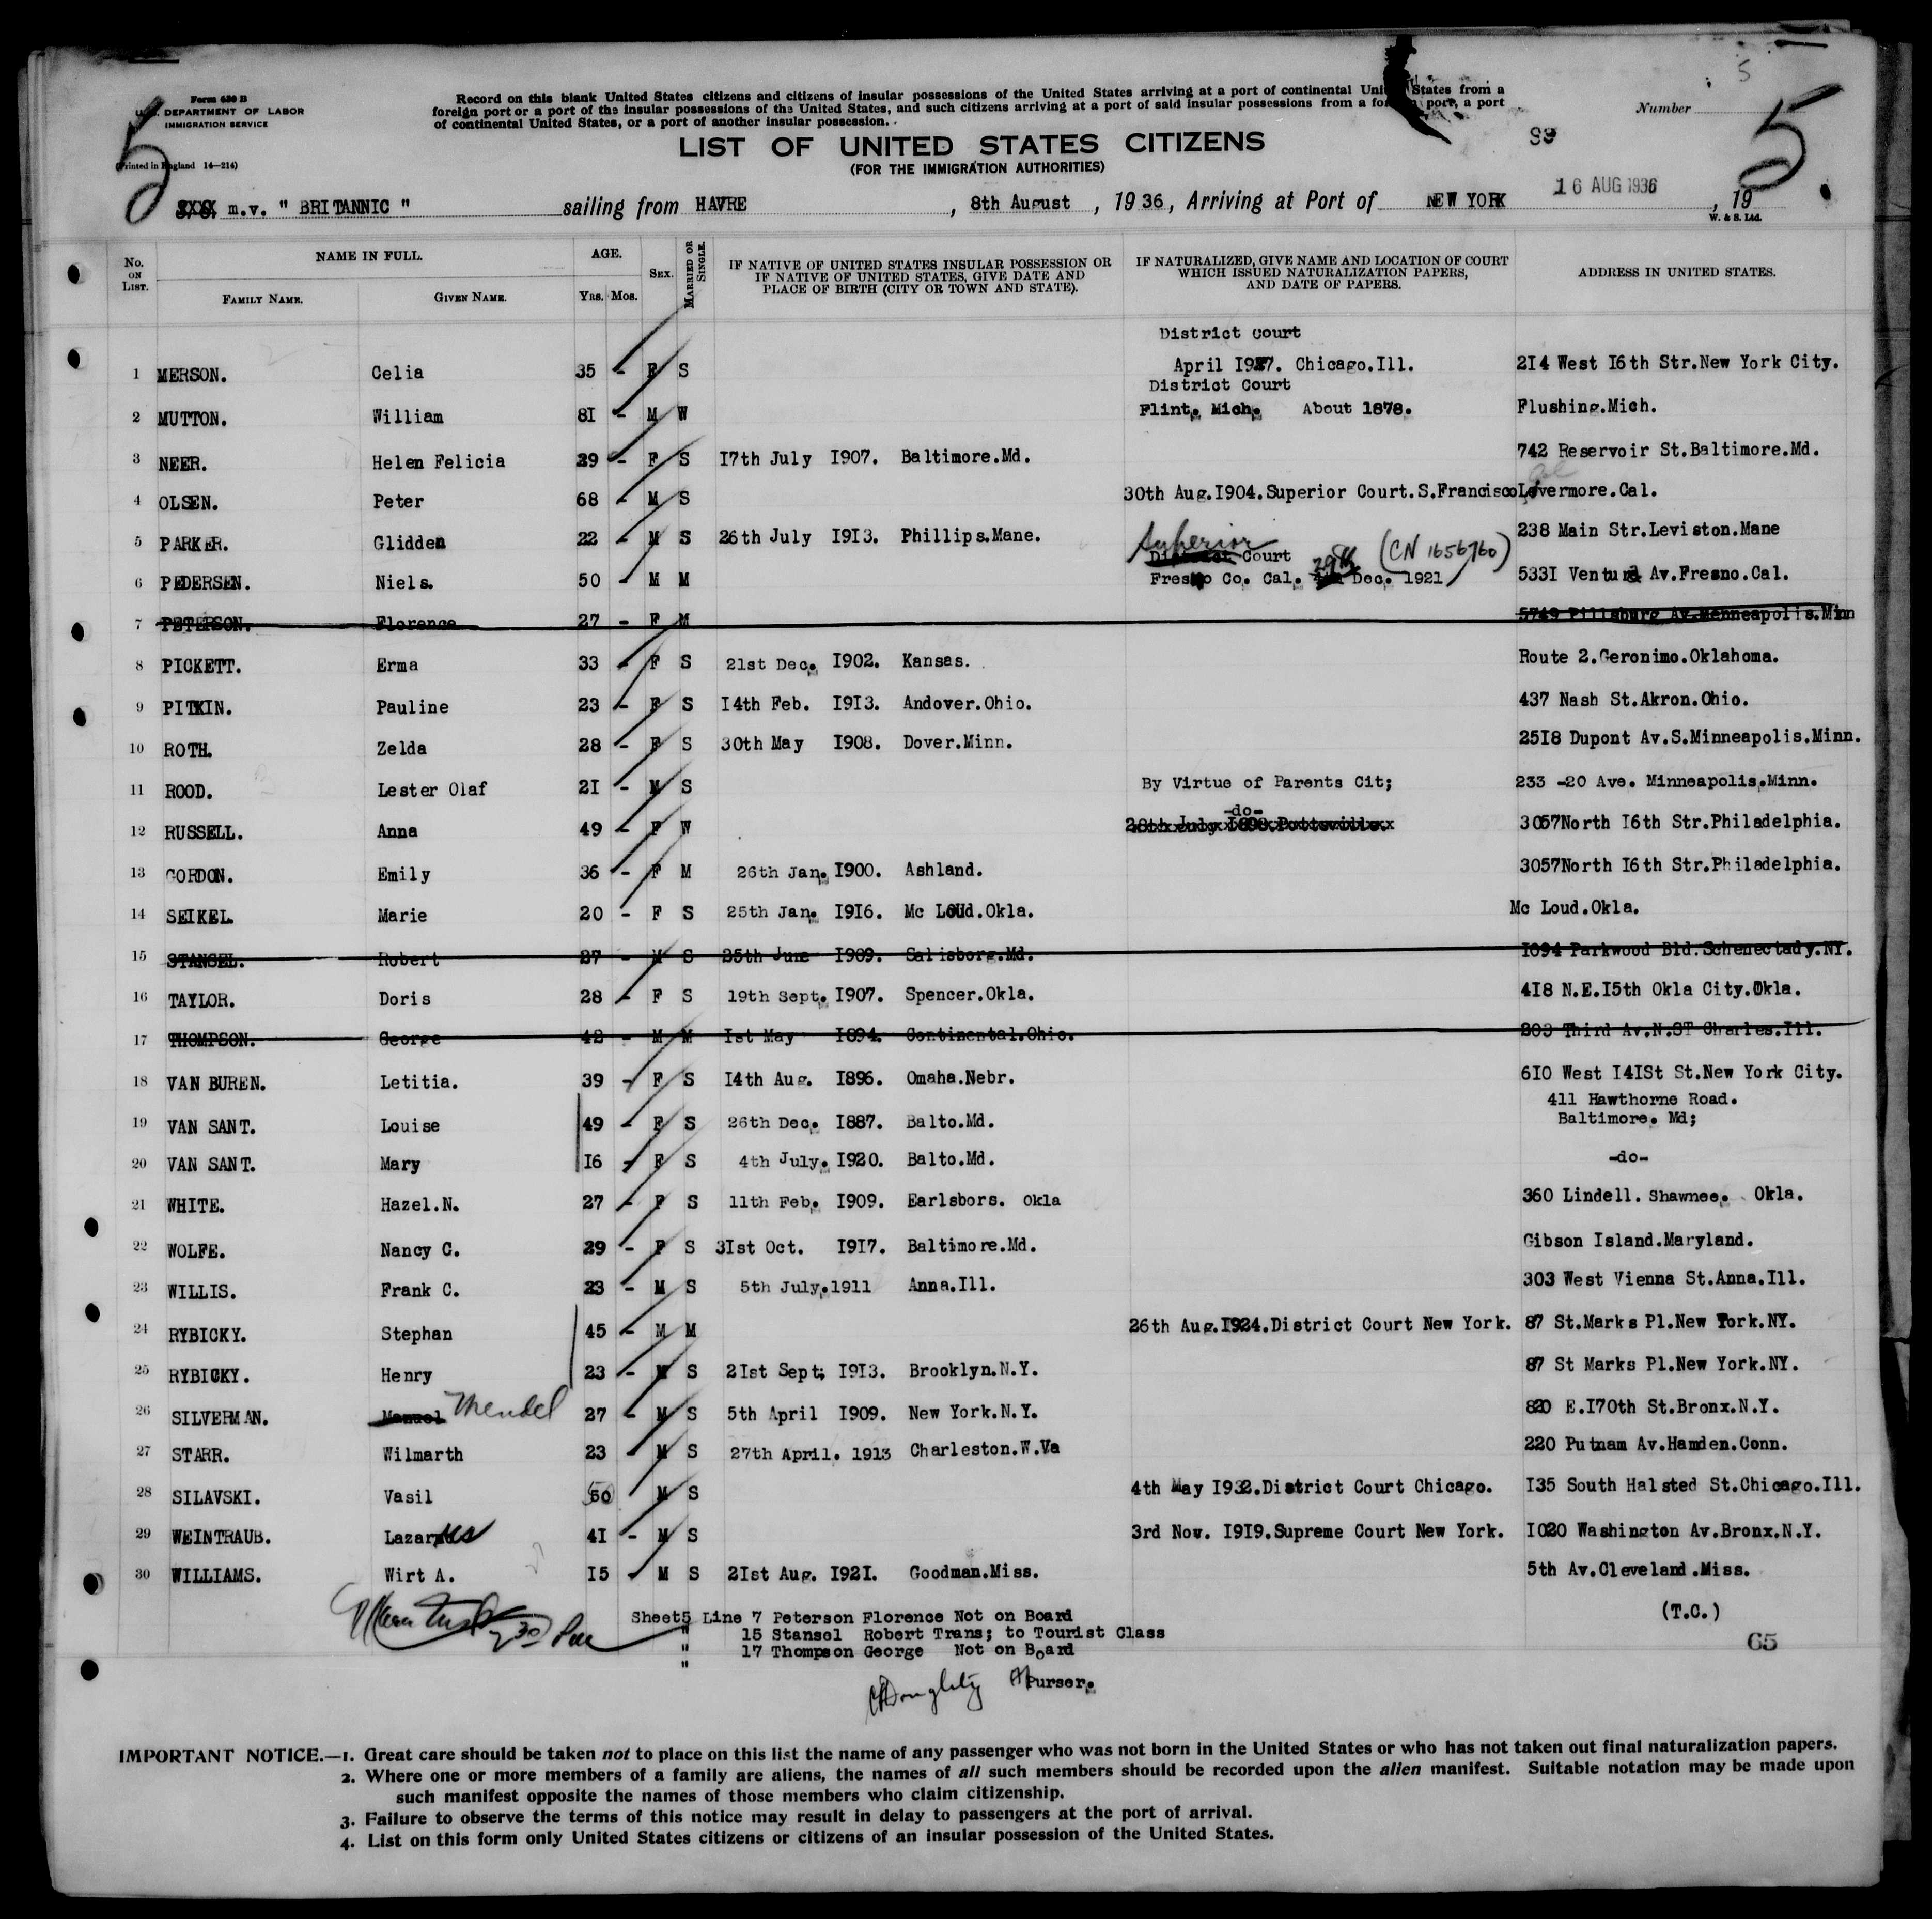 Form 630 B
U.S. DEPARTMENT OF LABOR
IMMIGRATION SERVICE
(Printed in England 14—214)
5
Record on this blank United States citizens and citizens of insular possessions of the United States arriving at a port of continental United States from a
foreign port or a port of the insular possessions of the United States, and such citizens arriving at a port of said insular possessions from a foreign port, a port
of continental United States, or a port of another insular possession.
5
Number
5
LIST OF UNITED STATES CITIZENS
(FOR THE IMMIGRATION AUTHORITIES)
99
S.S. m.v. " BRITANNIC " sailing from HAVRE, 8th August, 1936, Arriving at Port of NEW YORK 16 AUG 1936, 19
W. & S. Ltd.
No. ON LIST. NAME IN FULL. FAMILY NAME. GIVEN NAME. AGE. YRS. MOS. SEX. MARRIED OR SINGLE. IF NATIVE OF UNITED STATES INSULAR POSSESSION OR IF NATIVE OF UNITED STATES, GIVE DATE AND PLACE OF BIRTH (CITY OR TOWN AND STATE). IF NATURALIZED, GIVE NAME AND LOCATION OF COURT WHICH ISSUED NATURALIZATION PAPERS, AND DATE OF PAPERS. ADDRESS IN UNITED STATES.
District Court
1 MERSON. Celia 35 - F S April 1927. Chicago.Ill. 214 West 16th Str.New York City.
District Court
2 MUTTON. William 81 - M W Flint. Mich. About 1878. Flushing.Mich.
3 NEER. Helen Felicia 29 - F S 17th July 1907. Baltimore.Md. 742 Reservoir St.Baltimore.Md.
4 OLSEN. Peter 68 - M S 30th Aug.1904.Superior Court.S.Francisco Levermore.Cal.
5 PARKER. Glidden 22 - M S 26th July 1913. Phillips.Mane. 238 Main Str.Leviston.Mane
Superior District Court (CN 1656760)
6 PEDERSEN. Niels. 50 - M M Fresno Co. Cal. 29th Dec. 1921 5331 Ventura Av.Fresno.Cal.
7 PETERSON. Florence 27 - F M 5749 Pillsburg Av.Menneapolis.Minn
8 PICKETT. Erma 33 - F S 21st Dec. 1902. Kansas. Route 2.Geronimo.Oklahoma.
9 PITKIN. Pauline 23 - F S 14th Feb. 1913. Andover.Ohio. 437 Nash St.Akron.Ohio.
10 ROTH. Zelda 28 - F S 30th May 1908. Dover.Minn. 2518 Dupont Av.S.Minneapolis.Minn.
11 ROOD. Lester Olaf 21 - M S By Virtue of Parents Cit; 233 -20 Ave. Minneapolis.Minn.
-do-
12 RUSSELL. Anna 49 - F W 28th July 1898 Pottsville 3057North 16th Str.Philadelphia.
13 GORDON. Emily 36 - F M 26th Jan. 1900. Ashland. 3057North 16th Str.Philadelphia.
14 SEIKEL. Marie 20 - F S 25th Jan. 1916. Mc LOUd.Okla. Mc Loud.Okla.
15 STANSEL. Robert 27 - M S 25th June 1909. Salisborg.Md. 1094 Parkwood Bld.Schenectady.NY.
16 TAYLOR. Doris 28 - F S 19th Sept. 1907. Spencer.Okla. 418 N.E.15th Okla City.Okla.
17 THOMPSON. George 42 - M M 1st May 1894. Continental.Ohio. 203 Third Av.N.ST Charles.Ill.
18 VAN BUREN. Letitia. 39 - F S 14th Aug. 1896. Omaha.Nebr. 610 West 141St St.New York City.
411 Hawthorne Road.
19 VAN SANT. Louise 49 - F S 26th Dec. 1887. Balto.Md. Baltimore. Md;
20 VAN SANT. Mary 16 - F S 4th July. 1920. Balto.Md. -do-
21 WHITE. Hazel.N. 27 - F S 11th Feb. 1909. Earlsbors. Okla 360 Lindell. Shawnee. Okla.
22 WOLFE. Nancy C. 29 - F S 31st Oct. 1917. Baltimore.Md. Gibson Island.Maryland.
23 WILLIS. Frank C. 23 - M S 5th July.1911 Anna.Ill. 303 West Vienna St.Anna.Ill.
24 RYBICKY. Stephan 45 - M M 26th Aug.1924.District Court New York. 87 St.Marks Pl.New York.NY.
25 RYBICKY. Henry 23 - M S 21st Sept; 1913. Brooklyn.N.Y. 87 St Marks Pl.New York.NY.
26 SILVERMAN. Manuel Mendel 27 - M S 5th April 1909. New York.N.Y. 820 E.170th St.Bronx.N.Y.
27 STARR. Wilmarth 23 - M S 27th April. 1913 Charleston.W.Va 220 Putnam Av.Hamden.Conn.
28 SILAVSKI. Vasil 50 M S 4th May 1932.District Court Chicago. 135 South Halsted St.Chicago.Ill.
29 WEINTRAUB. Lazarus 41 - M S 3rd Nov. 1919.Supreme Court New York. 1020 Washington Av.Bronx.N.Y.
30 WILLIAMS. Wirt A. 15 - M S 21st Aug. 1921. Goodman.Miss. 5th Av.Cleveland.Miss.
Sheet5 Line 7 Peterson Florence Not on Board (T.C.)
" 15 Stansol Robert Trans; to Tourist Class
" 17 Thompson George Not on Board
"
65
Purser.
IMPORTANT NOTICE.—1. Great care should be taken not to place on this list the name of any passenger who was not born in the United States or who has not taken out final naturalization papers.
2. Where one or more members of a family are aliens, the names of all such members should be recorded upon the alien manifest. Suitable notation may be made upon
such manifest opposite the names of those members who claim citizenship.
3. Failure to observe the terms of this notice may result in delay to passengers at the port of arrival.
4. List on this form only United States citizens or citizens of an insular possession of the United States.